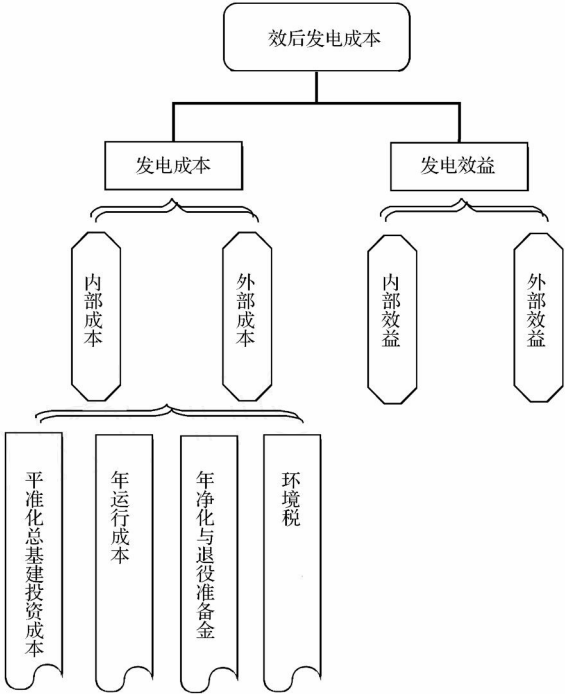 效后发电成本
发电成本
发电效益
内部成本
外部成本
内部效益
外部效益
平准化总基建投资成本
年运行成本
年净化与退役准备金
环境税